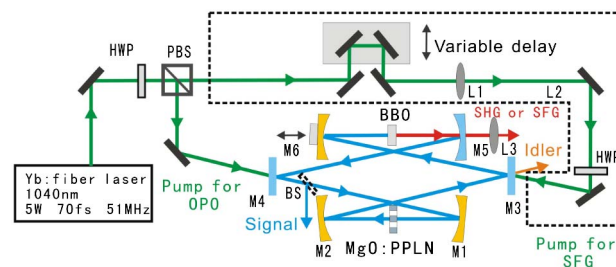 HWP
PBS
Variable delay
L1
L2
BBO
SHG or SFG
M6
M5
L3
Idler
HWP
Yb:fiber laser
1040nm
5W 70fs 51MHz
Pump for
OPO
M4
BS
Signal
M3
M2
MgO:PPLN
M1
Pump for
SFG